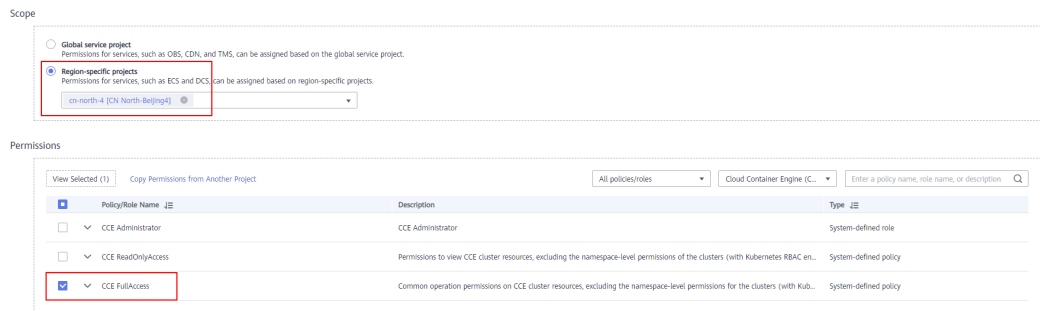 Scope
Global service project
Permissions for services, such as OBS, CDN, and TMS, can be assigned based on the global service project.
Region-specific projects
Permissions for services, such as ECS and DCS, can be assigned based on region-specific projects.
cn-north-4 [CN North-Beijing4]
Permissions
View Selected (1) Copy Permissions from Another Project All policies/roles Cloud Container Engine (C... Enter a policy name, role name, or description
Policy/Role Name Description Type
CCE Administrator CCE Administrator System-defined role
CCE ReadOnlyAccess Permissions to view CCE cluster resources, excluding the namespace-level permissions of the clusters (with Kubernetes RBAC en... System-defined policy
CCE FullAccess Common operation permissions on CCE cluster resources, excluding the namespace-level permissions for the clusters (with Kub... System-defined policy